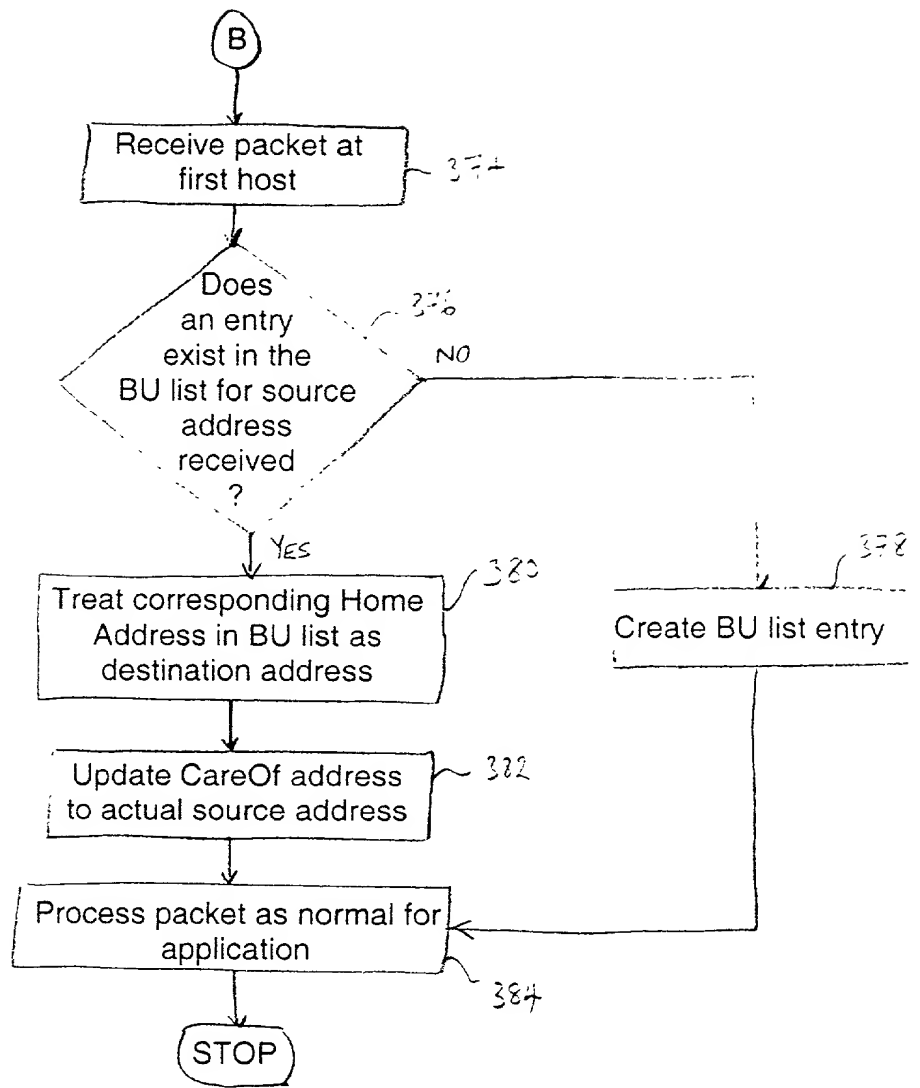 B
Receive packet at
first host
374
Does
an entry
exist in the
BU list for source
address
received
?
376
NO
YES
380
Treat corresponding Home
Address in BU list as
destination address
378
Create BU list entry
Update CareOf address
to actual source address
382
Process packet as normal for
application
384
STOP